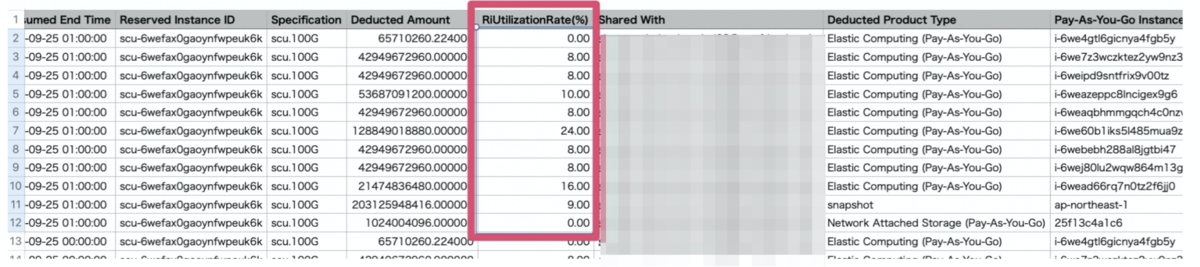 1 umed End Time Reserved Instance ID Specification Deducted Amount RiUtilizationRate(%) Shared With Deducted Product Type Pay-As-You-Go Instance
2 -09-25 01:00:00 scu-6wefax0gaoynfwpeuk6k scu.100G 65710260.22400 0.00 Elastic Computing (Pay-As-You-Go) i-6we4gtl6gicnya4fgb5y
3 -09-25 01:00:00 scu-6wefax0gaoynfwpeuk6k scu.100G 42949672960.00000 8.00 Elastic Computing (Pay-As-You-Go) i-6we7z3wczktez2yw9nz3
4 -09-25 01:00:00 scu-6wefax0gaoynfwpeuk6k scu.100G 42949672960.00000 8.00 Elastic Computing (Pay-As-You-Go) i-6weipd9sntfrix9v00tz
5 -09-25 01:00:00 scu-6wefax0gaoynfwpeuk6k scu.100G 53687091200.00000 10.00 Elastic Computing (Pay-As-You-Go) i-6weazeppc8lncigex9g6
6 -09-25 01:00:00 scu-6wefax0gaoynfwpeuk6k scu.100G 42949672960.00000 8.00 Elastic Computing (Pay-As-You-Go) i-6weaqbhmmgqch4c0nzv
7 -09-25 01:00:00 scu-6wefax0gaoynfwpeuk6k scu.100G 128849018880.00000 24.00 Elastic Computing (Pay-As-You-Go) i-6we60b1iks5l485mua9z
8 -09-25 01:00:00 scu-6wefax0gaoynfwpeuk6k scu.100G 42949672960.00000 8.00 Elastic Computing (Pay-As-You-Go) i-6webebh288al8jgtbi47
9 -09-25 01:00:00 scu-6wefax0gaoynfwpeuk6k scu.100G 42949672960.00000 8.00 Elastic Computing (Pay-As-You-Go) i-6wej80lu2wqw864m13g
10 -09-25 01:00:00 scu-6wefax0gaoynfwpeuk6k scu.100G 21474836480.00000 16.00 Elastic Computing (Pay-As-You-Go) i-6wead66rq7n0tz2f6jj0
11 -09-25 01:00:00 scu-6wefax0gaoynfwpeuk6k scu.100G 203125948416.00000 9.00 snapshot ap-northeast-1
12 -09-25 01:00:00 scu-6wefax0gaoynfwpeuk6k scu.100G 1024004096.00000 0.00 Network Attached Storage (Pay-As-You-Go) 25f13c4a1c6
13 -09-25 00:00:00 scu-6wefax0gaoynfwpeuk6k scu.100G 65710260.224000 0.00 Elastic Computing (Pay-As-You-Go) i-6we4gtl6gicnya4fgb5y